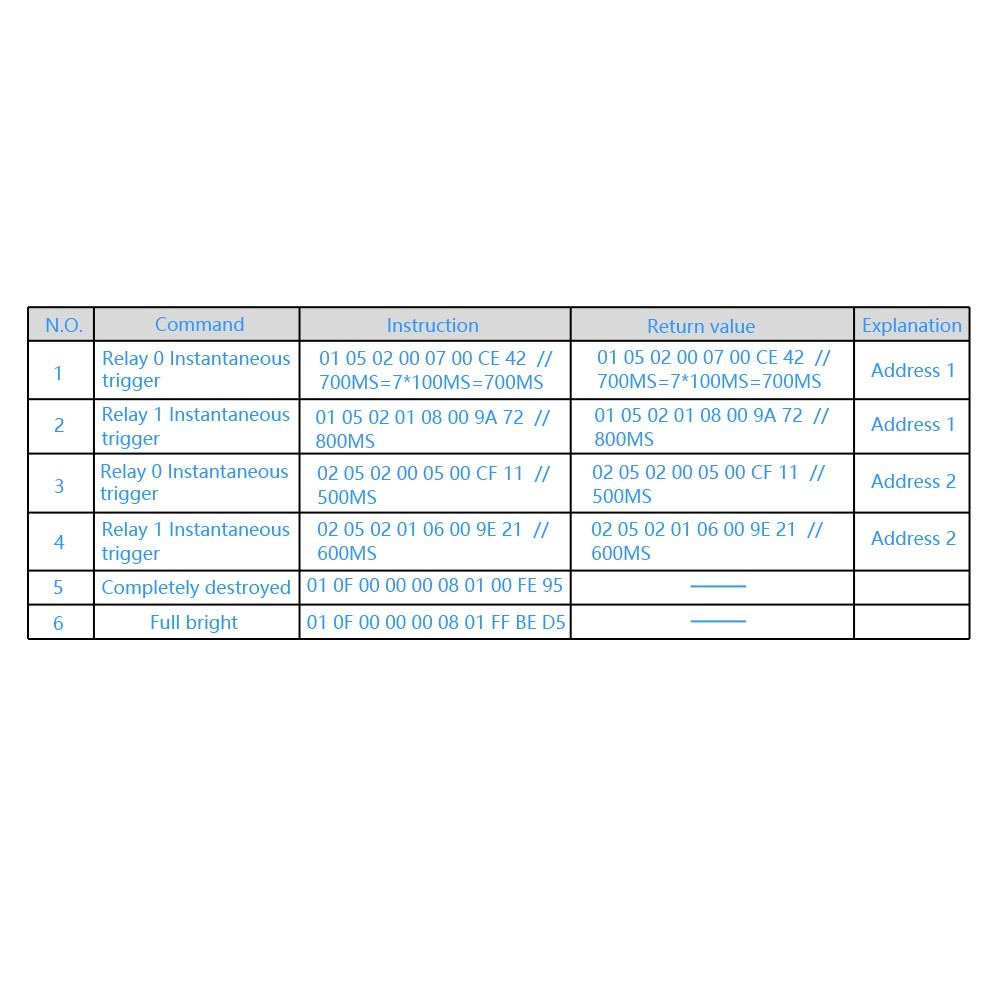 N.O. Command Instruction Return value Explanation
1 Relay 0 Instantaneous trigger 01 05 02 00 07 00 CE 42 // 700MS=7*100MS=700MS 01 05 02 00 07 00 CE 42 // 700MS=7*100MS=700MS Address 1
2 Relay 1 Instantaneous trigger 01 05 02 01 08 00 9A 72 // 800MS 01 05 02 01 08 00 9A 72 // 800MS Address 1
3 Relay 0 Instantaneous trigger 02 05 02 00 05 00 CF 11 // 500MS 02 05 02 00 05 00 CF 11 // 500MS Address 2
4 Relay 1 Instantaneous trigger 02 05 02 01 06 00 9E 21 // 600MS 02 05 02 01 06 00 9E 21 // 600MS Address 2
5 Completely destroyed 01 0F 00 00 00 08 01 00 FE 95
6 Full bright 01 0F 00 00 00 08 01 FF BE D5